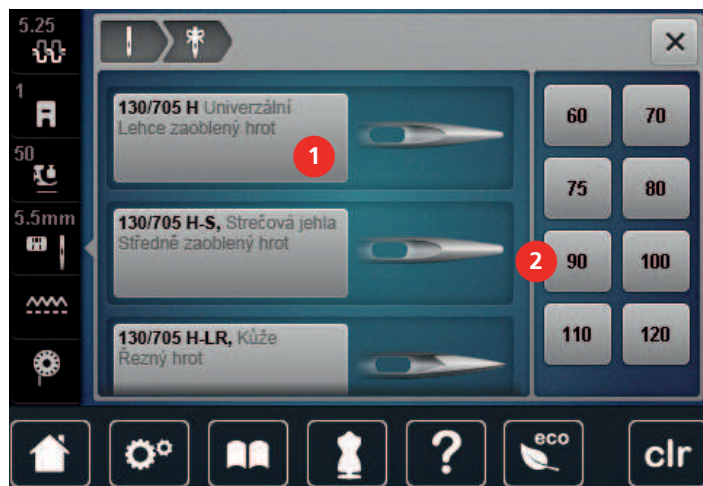 5.25
1
50
5.5mm
130/705 H Univerzální
Lehce zaoblený hrot
1
130/705 H-S, Strečová jehla
Středně zaoblený hrot
130/705 H-LR, Kůže
Řezný hrot
60 70
75 80
2
90 100
110 120
?
eco
clr